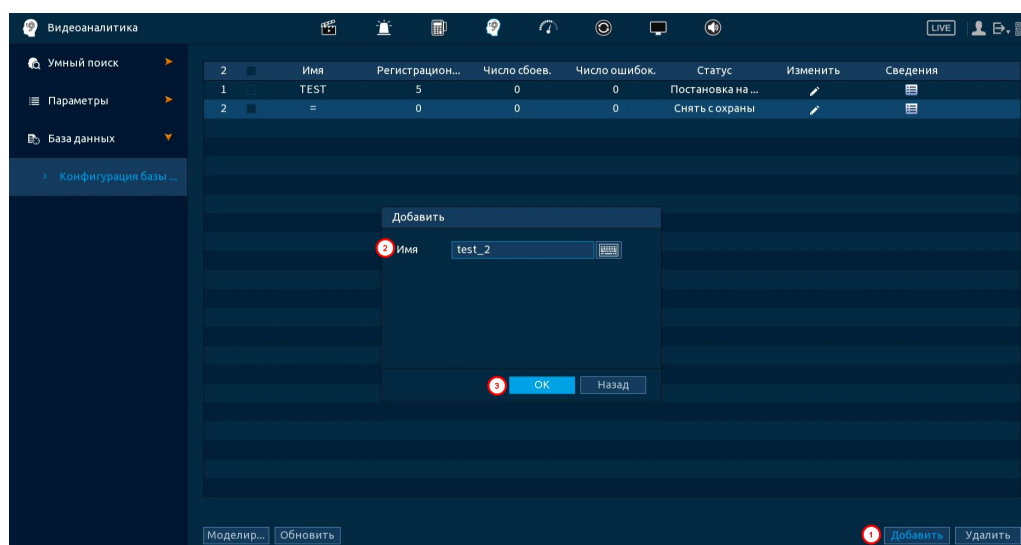 Видеоаналитика
LIVE
Умный поиск
Параметры
База данных
Конфигурация базы ...
2 Имя Регистрацион... Число сбоев. Число ошибок. Статус Изменить Сведения
1 TEST 5 0 0 Постановка на ...
2 = 0 0 0 Снять с охраны
Добавить
2 Имя test_2
3 OK Назад
Моделир... Обновить 1 Добавить Удалить